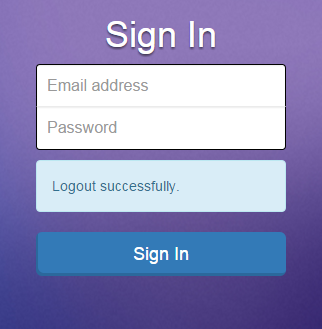 Sign In
Email address
Password
Logout successfully.
Sign In